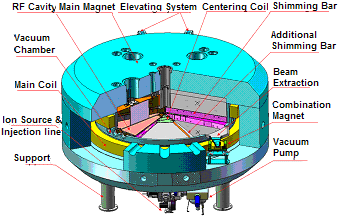 RF Cavity Main Magnet Elevating System Centering Coil Shimming Bar
Vacuum
Chamber
Main Coil
Ion Source &
Injection line
Support
Additional
Shimming Bar
Beam
Extraction
Combination
Magnet
Vacuum
Pump